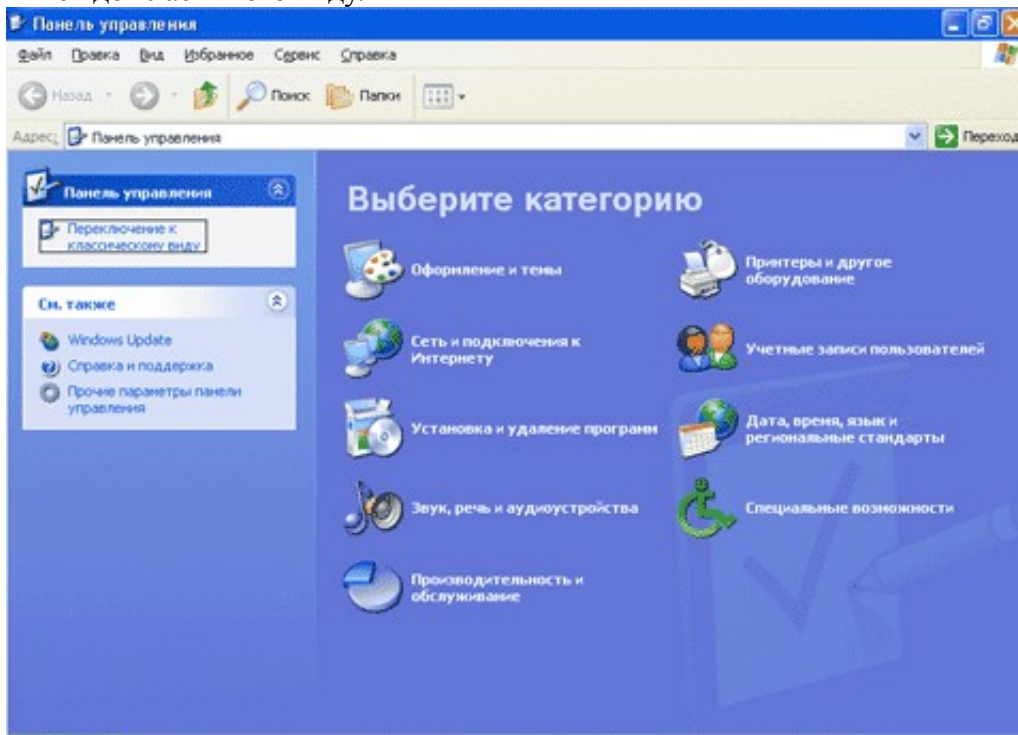 Панель управления
Файл Правка Вид Избранное Сервис Справка
Назад Поиск Папки
Адрес: Панель управления Переход
Панель управления
Переключение к
классическому виду
См. также
Windows Update
Справка и поддержка
Прочие параметры панели
управления
Выберите категорию
Оформление и темы
Принтеры и другое
оборудование
Сеть и подключения к
Интернету
Учетные записи пользователей
Установка и удаление программ
Дата, время, язык и
региональные стандарты
Звук, речь и аудиоустройства
Специальные возможности
Производительность и
обслуживание